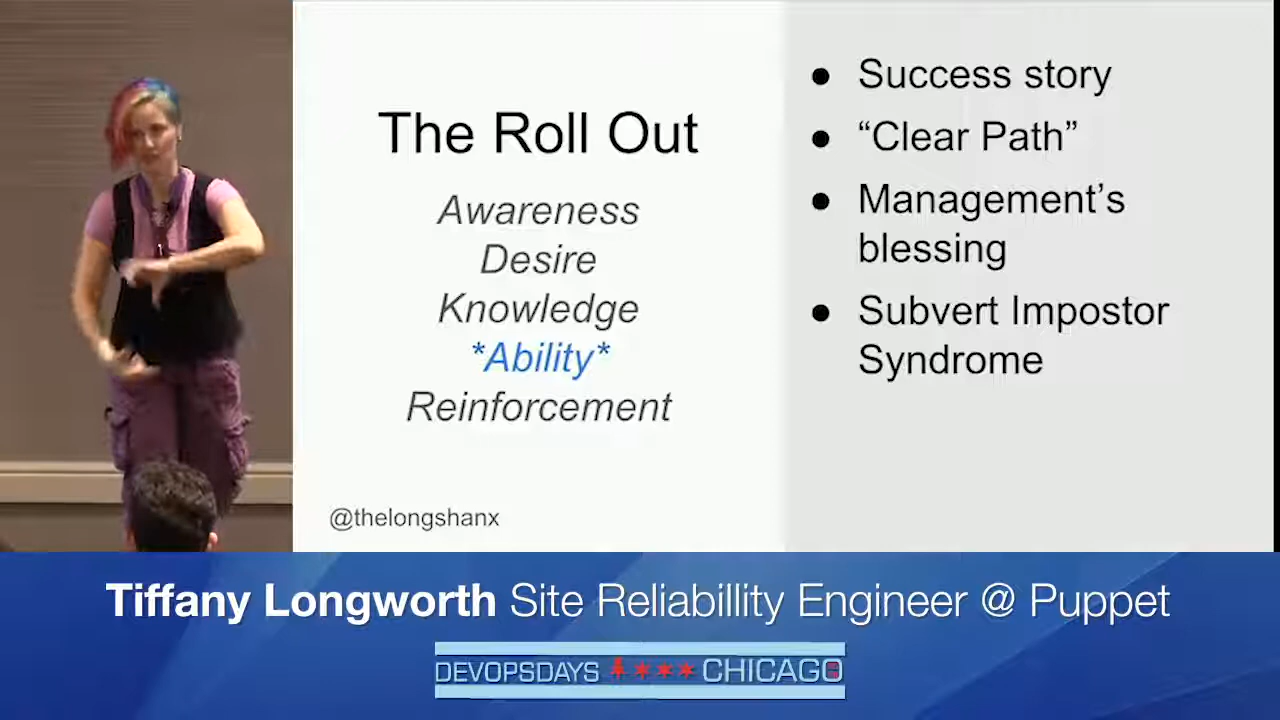 The Roll Out
Awareness
Desire
Knowledge
*Ability*
Reinforcement
@thelongshanx
● Success story
● “Clear Path”
● Management’s
blessing
● Subvert Impostor
Syndrome
Tiffany Longworth Site Reliabillity Engineer @ Puppet
DEVOPSDAYS CHICAGO